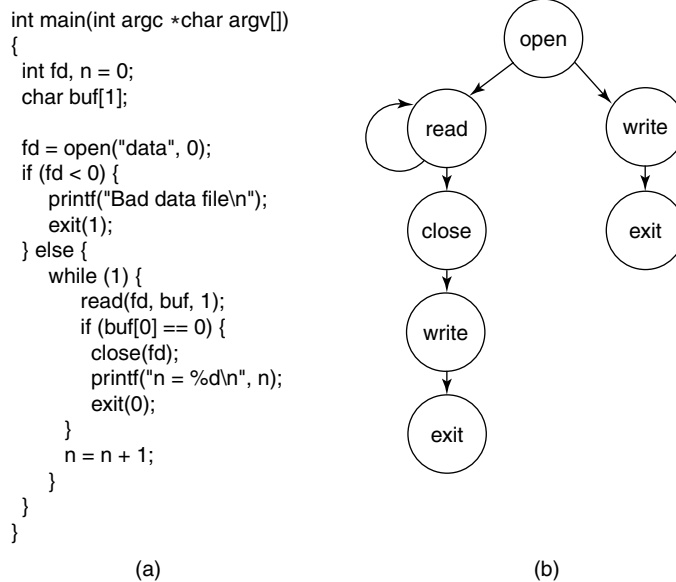 int main(int argc *char argv[])
{
int fd, n = 0;
char buf[1];
fd = open("data", 0);
if (fd < 0) {
printf("Bad data file\n");
exit(1);
} else {
while (1) {
read(fd, buf, 1);
if (buf[0] == 0) {
close(fd);
printf("n = %d\n", n);
exit(0);
}
n = n + 1;
}
}
}
(a)
open
read
write
close
exit
write
exit
(b)